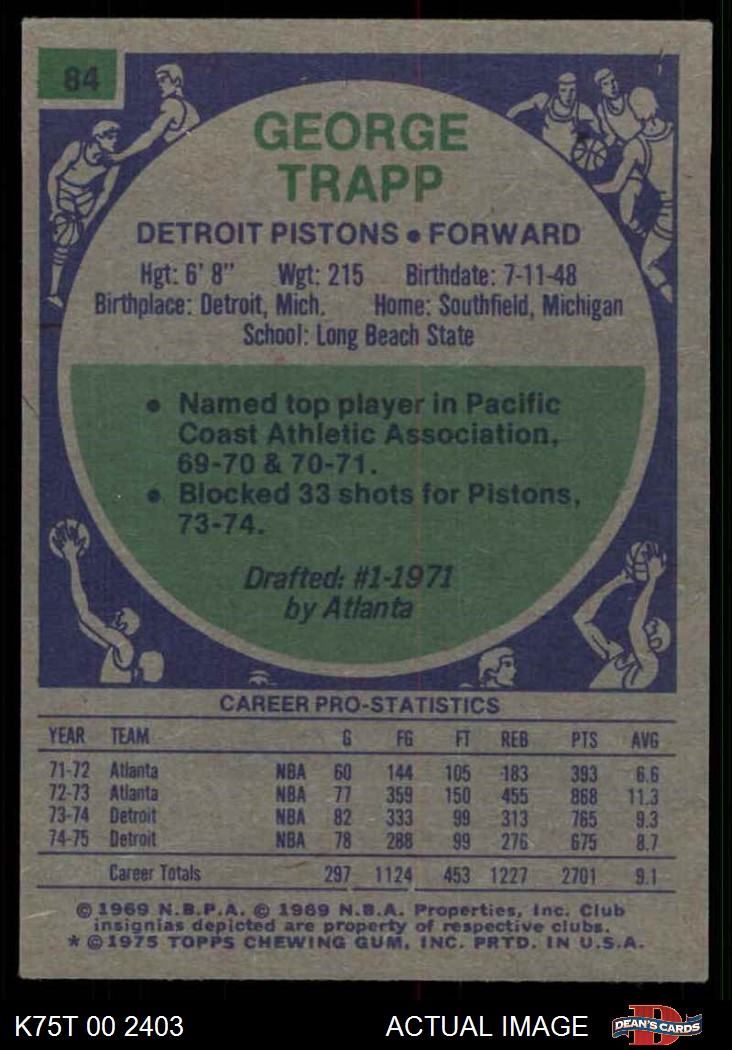 84
GEORGE
TRAPP
DETROIT PISTONS • FORWARD
Hgt: 6' 8" Wgt: 215 Birthdate: 7-11-48
Birthplace: Detroit, Mich. Home: Southfield, Michigan
School: Long Beach State
• Named top player in Pacific
Coast Athletic Association,
69-70 & 70-71.
• Blocked 33 shots for Pistons,
73-74.
Drafted: #1-1971
by Atlanta
CAREER PRO-STATISTICS
YEAR TEAM G FG FT REB PTS AVG
71-72 Atlanta NBA 60 144 105 183 393 6.6
72-73 Atlanta NBA 77 359 150 455 868 11.3
73-74 Detroit NBA 82 333 99 313 765 9.3
74-75 Detroit NBA 78 288 99 276 675 8.7
Career Totals 297 1124 453 1227 2701 9.1
© 1969 N.B.P.A. © 1969 N.B.A. Properties, Inc. Club
insignias depicted are property of respective clubs.
* © 1975 TOPPS CHEWING GUM, INC. PRTD. IN U.S.A.
K75T 00 2403 ACTUAL IMAGE D DEAN'S CARDS